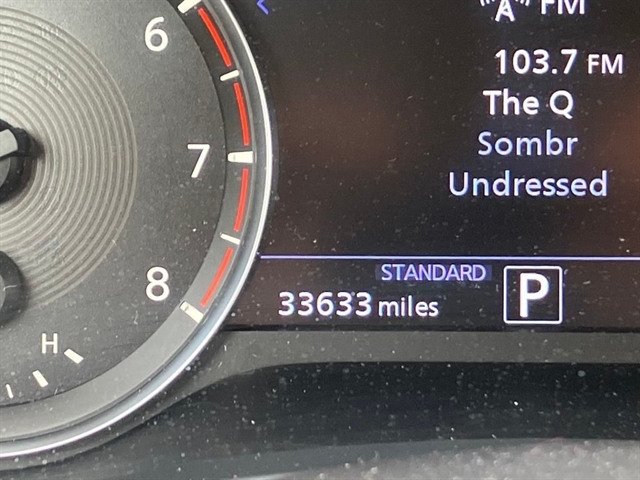 FM
103.7 FM
The Q
Sombr
Undressed
STANDARD
33633 miles
P
6
7
8
H